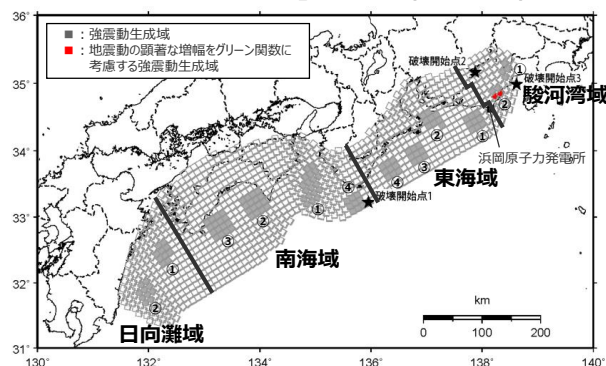 ：強震動生成域
：地震動の顕著な増幅をグリーン関数に
考慮する強震動生成域
破壊開始点2
①
破壊開始点3
駿河湾域
②
浜岡原子力発電所
②
①
③
④
東海域
④
破壊開始点1
①
②
③
南海域
①
②
日向灘域
km
0 100 200
36°
35°
34°
33°
32°
31°
130° 132° 134° 136° 138° 140°